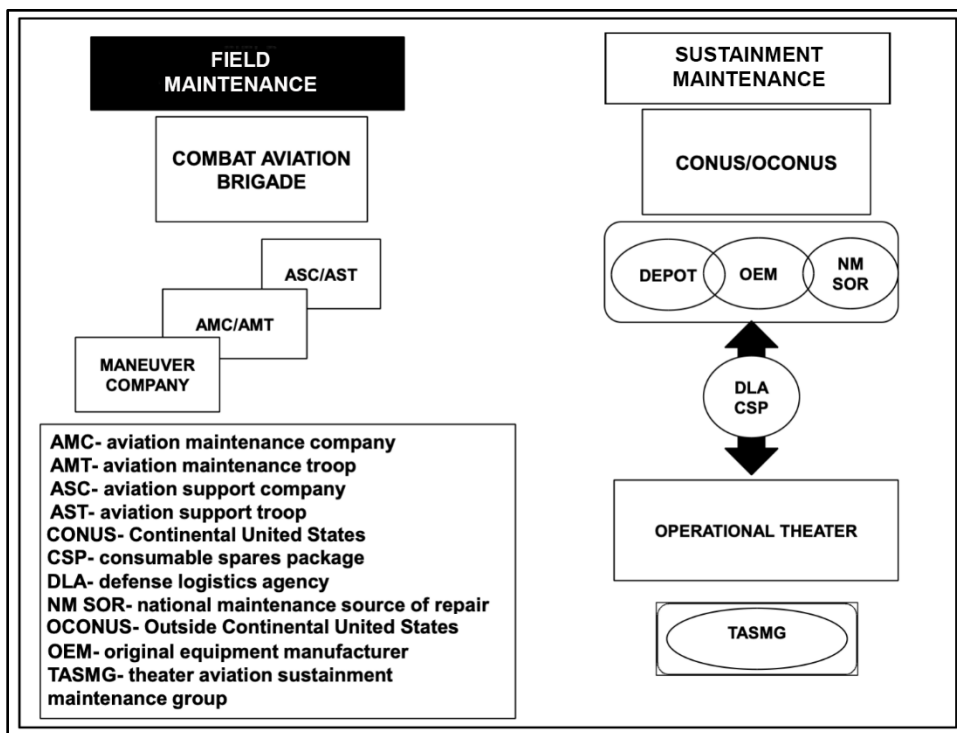 FIELD
MAINTENANCE
COMBAT AVIATION
BRIGADE
ASC/AST
AMC/AMT
MANEUVER
COMPANY
AMC- aviation maintenance company
AMT- aviation maintenance troop
ASC- aviation support company
AST- aviation support troop
CONUS- Continental United States
CSP- consumable spares package
DLA- defense logistics agency
NM SOR- national maintenance source of repair
OCONUS- Outside Continental United States
OEM- original equipment manufacturer
TASMG- theater aviation sustainment
maintenance group
SUSTAINMENT
MAINTENANCE
CONUS/OCONUS
DEPOT
OEM
NM
SOR
DLA
CSP
OPERATIONAL THEATER
TASMG